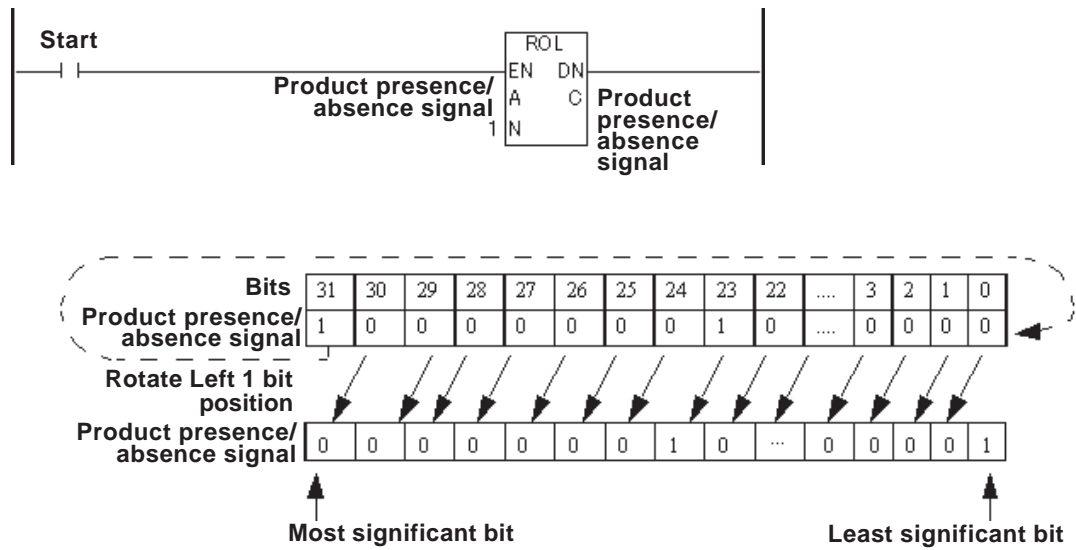 Start
ROL
EN DN
Product presence/
absence signal
A C
1 N
Product
presence/
absence
signal
Bits 31 30 29 28 27 26 25 24 23 22 .... 3 2 1 0
Product presence/
absence signal 1 0 0 0 0 0 0 0 1 0 .... 0 0 0 0
Rotate Left 1 bit
position
Product presence/
absence signal 0 0 0 0 0 0 0 1 0 ... 0 0 0 0 1
Most significant bit
Least significant bit